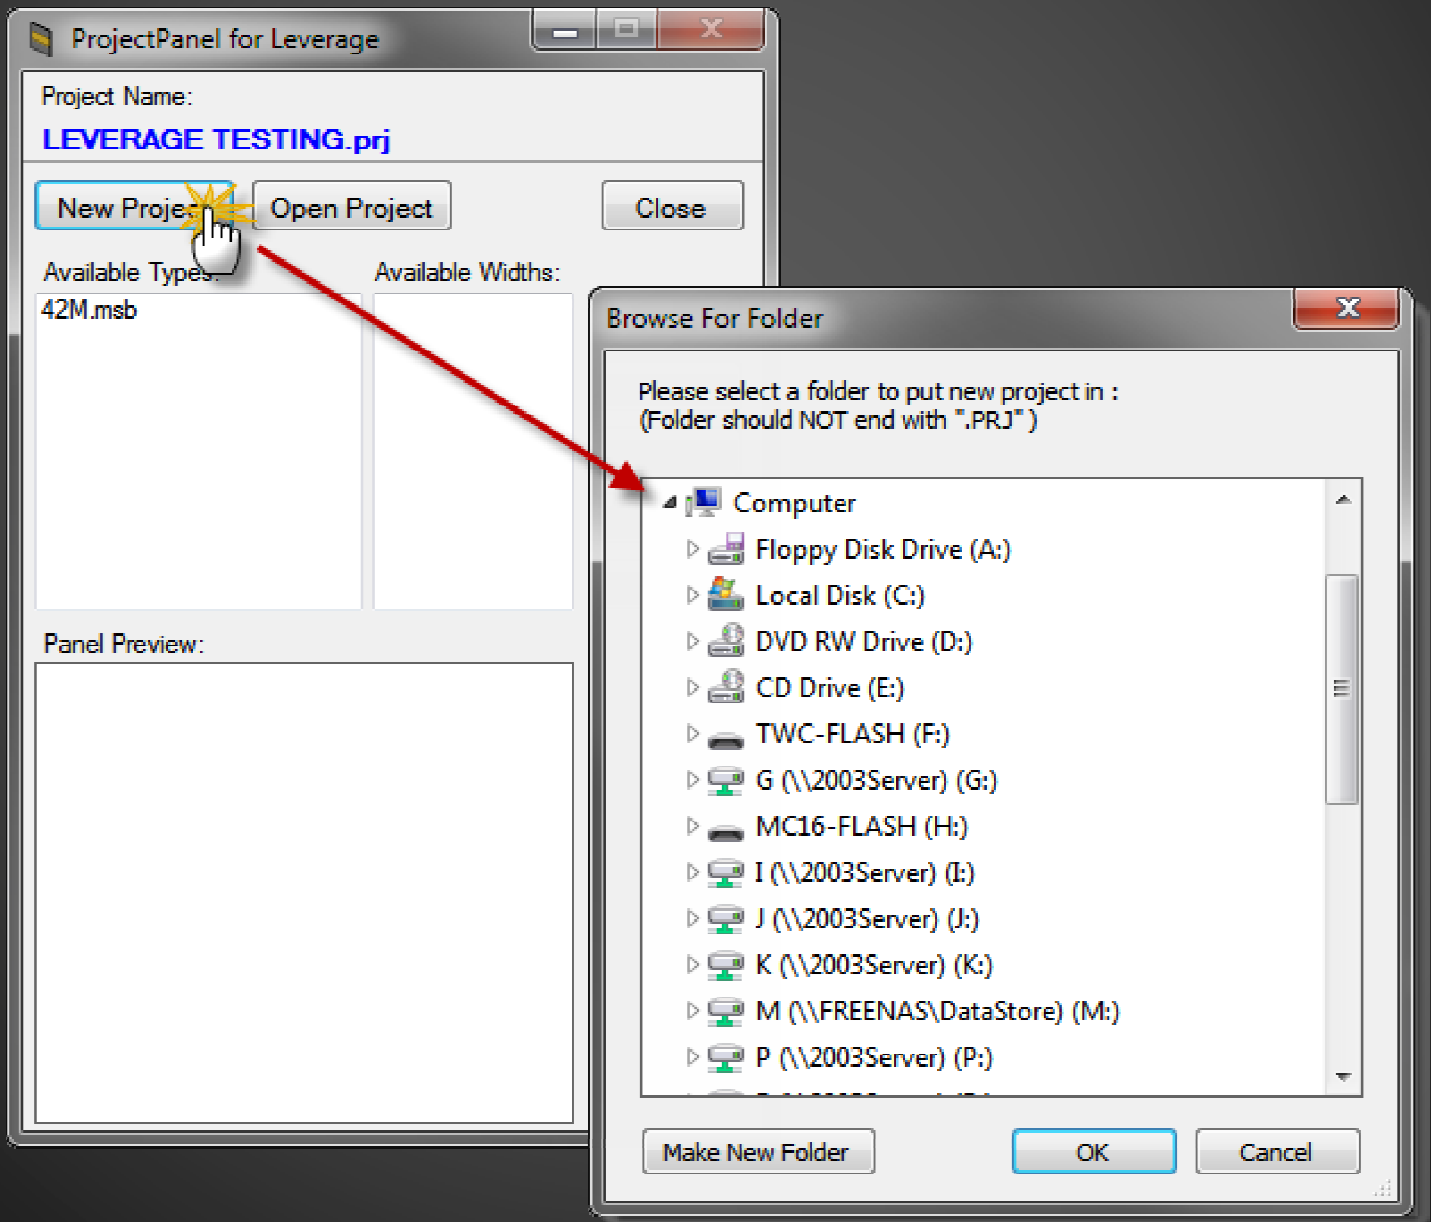 ProjectPanel for Leverage
Project Name:
LEVERAGE TESTING.prj
New Projec
Open Project
Close
Available Types:
Available Widths:
42M.msb
Panel Preview:
Browse For Folder
Please select a folder to put new project in :
(Folder should NOT end with ".PRJ" )
Computer
Floppy Disk Drive (A:)
Local Disk (C:)
DVD RW Drive (D:)
CD Drive (E:)
TWC-FLASH (F:)
G (\\2003Server) (G:)
MC16-FLASH (H:)
I (\\2003Server) (I:)
J (\\2003Server) (J:)
K (\\2003Server) (K:)
M (\\FREENAS\DataStore) (M:)
P (\\2003Server) (P:)
Make New Folder
OK
Cancel